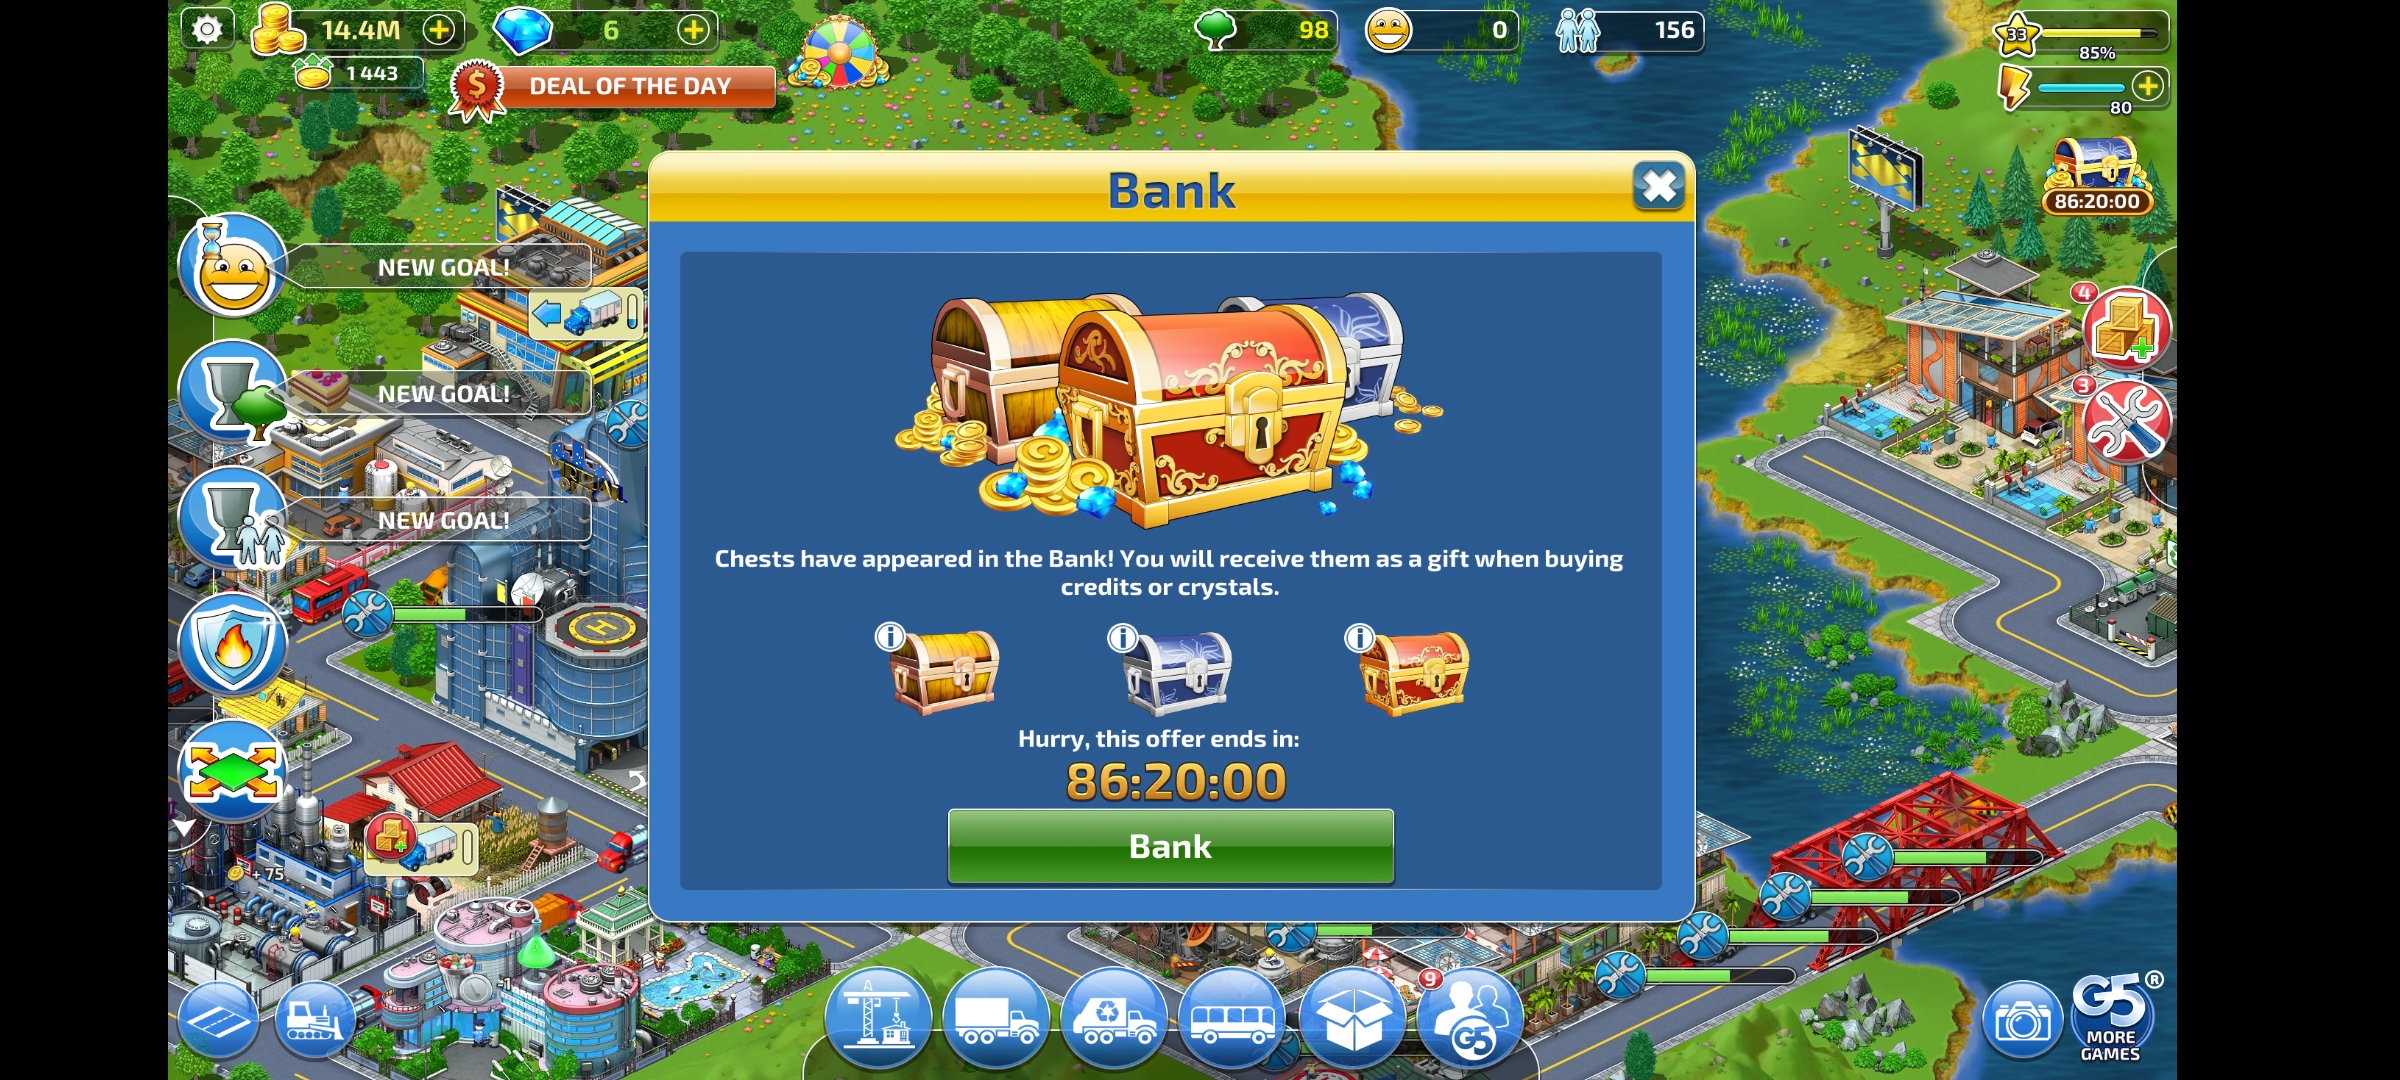 14.4M
6
98
0
156
33
85%
1 443
DEAL OF THE DAY
80
Bank
86:20:00
NEW GOAL!
4
NEW GOAL!
3
NEW GOAL!
Chests have appeared in the Bank! You will receive them as a gift when buying
credits or crystals.
i
i
i
H
Hurry, this offer ends in:
86:20:00
Bank
+ 75
9
G5
G5®
MORE
GAMES